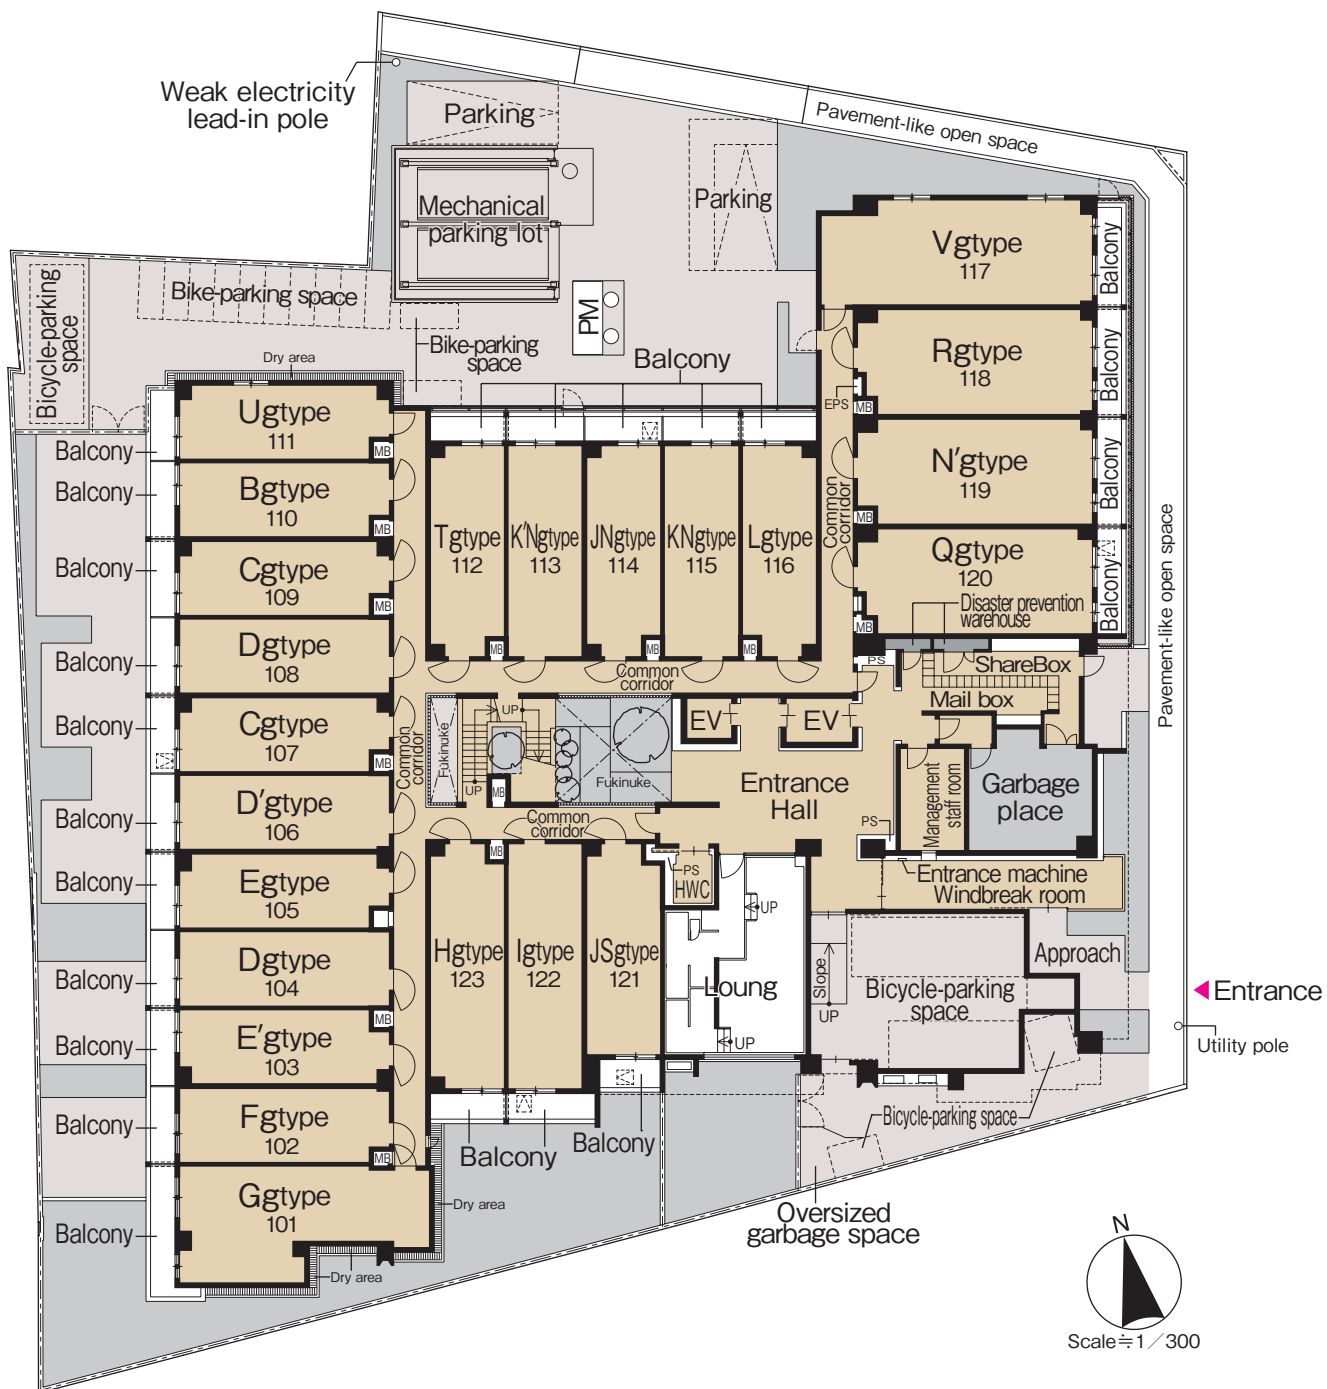 Weak electricity
lead-in pole
Parking
Pavement-like open space
Mechanical
parking lot
Parking
Vgtype
117
Balcony
Bicycle-parking
space
Bike-parking space
PM
Bike-parking
space
Balcony
Dry area
Rgtype
118
Balcony
EPS
MB
Ugtype
111
MB
Balcony
Bgtype
110
MB
Balcony
Cgtype
109
MB
Balcony
Dgtype
108
Balcony
Cgtype
107
MB
Balcony
D'gtype
106
Balcony
Egtype
105
Balcony
Dgtype
104
Balcony
E'gtype
103
MB
Balcony
Fgtype
102
MB
Balcony
Ggtype
101
Balcony
Common
corridor
Tgtype
112
MB
K'Ngtype
113
JNgtype
114
MB
KNgtype
115
Lgtype
116
MB
Common
corridor
Common
corridor
N'gtype
119
MB
Balcony
Qgtype
120
MB
Balcony
Disaster prevention
warehouse
PS
ShareBox
Mail box
Pavement-like open space
Fukinuke
UP
UP
MB
Fukinuke
EV
EV
Entrance
Hall
Management
staff room
Garbage
place
PS
Common
corridor
MB
PS
HWC
Entrance machine
Windbreak room
Hgtype
123
Igtype
122
JSgtype
121
UP
Loung
UP
Slope
UP
Bicycle-parking
space
Approach
Entrance
Utility pole
Bicycle-parking space
Balcony
Balcony
Dry area
Dry area
Oversized
garbage space
N
Scale≒1／300